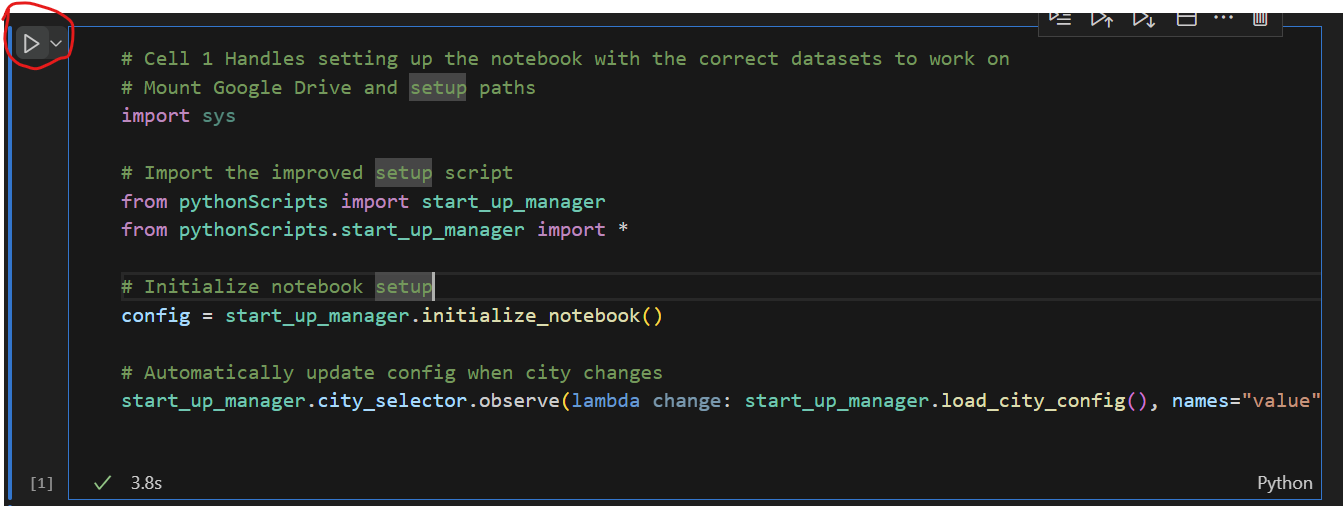 # Cell 1 Handles setting up the notebook with the correct datasets to work on
# Mount Google Drive and setup paths
import sys
# Import the improved setup script
from pythonScripts import start_up_manager
from pythonScripts.start_up_manager import *
# Initialize notebook setup
config = start_up_manager.initialize_notebook()
# Automatically update config when city changes
start_up_manager.city_selector.observe(lambda change: start_up_manager.load_city_config(), names="value"
[1] 3.8s Python